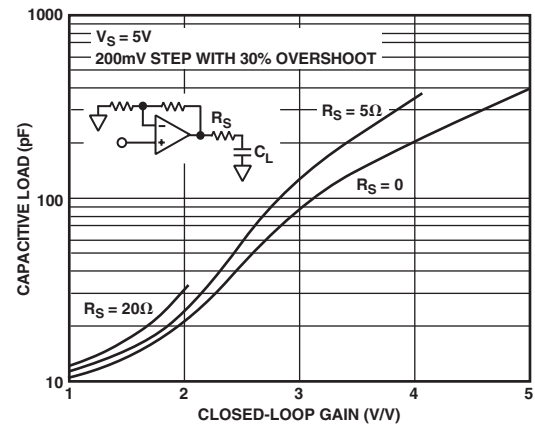 1000
V_S = 5V
200mV STEP WITH 30% OVERSHOOT
R_S = 5Ω
R_S
–
+
C_L
CAPACITIVE LOAD (pF)
100
R_S = 0
R_S = 20Ω
10
1 2 3 4 5
CLOSED-LOOP GAIN (V/V)